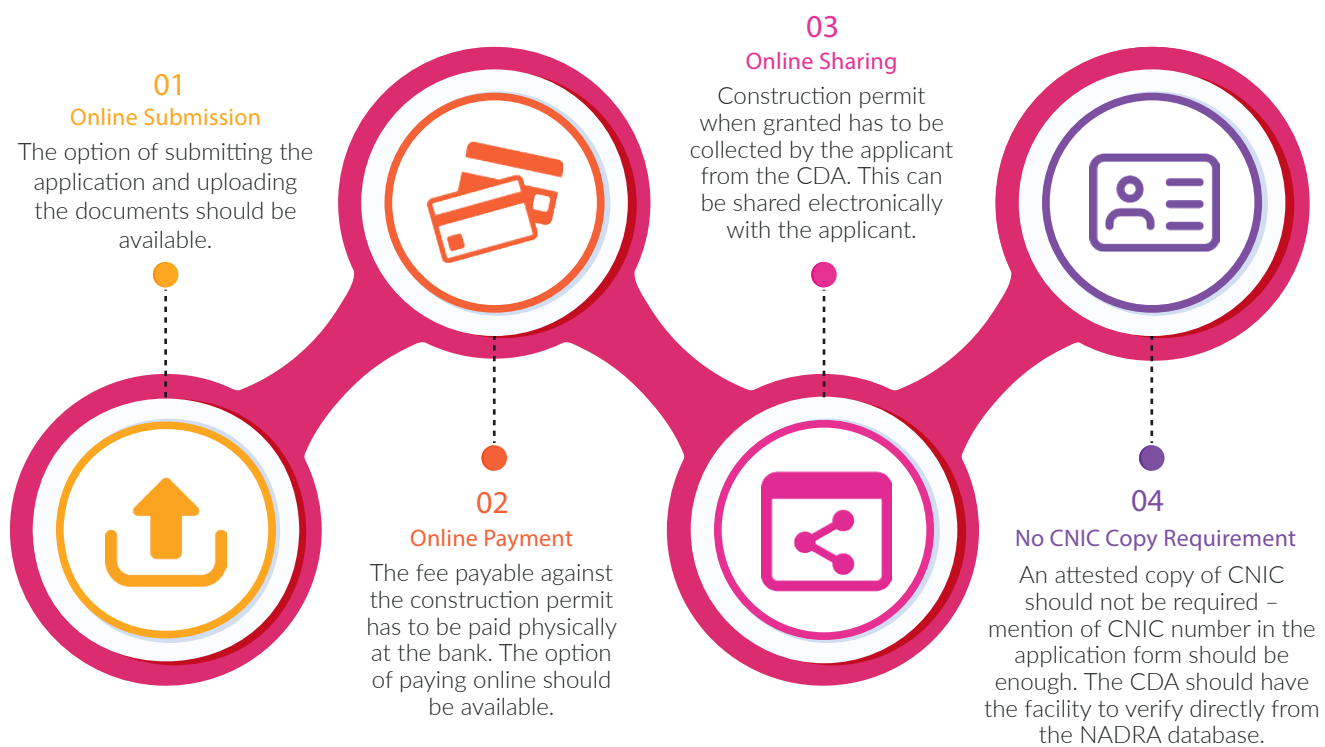 01
Online Submission
The option of submitting the
application and uploading
the documents should be
available.
02
Online Payment
The fee payable against
the construction permit
has to be paid physically
at the bank. The option
of paying online should
be available.
03
Online Sharing
Construction permit
when granted has to be
collected by the applicant
from the CDA. This can
be shared electronically
with the applicant.
04
No CNIC Copy Requirement
An attested copy of CNIC
should not be required –
mention of CNIC number in the
application form should be
enough. The CDA should have
the facility to verify directly from
the NADRA database.